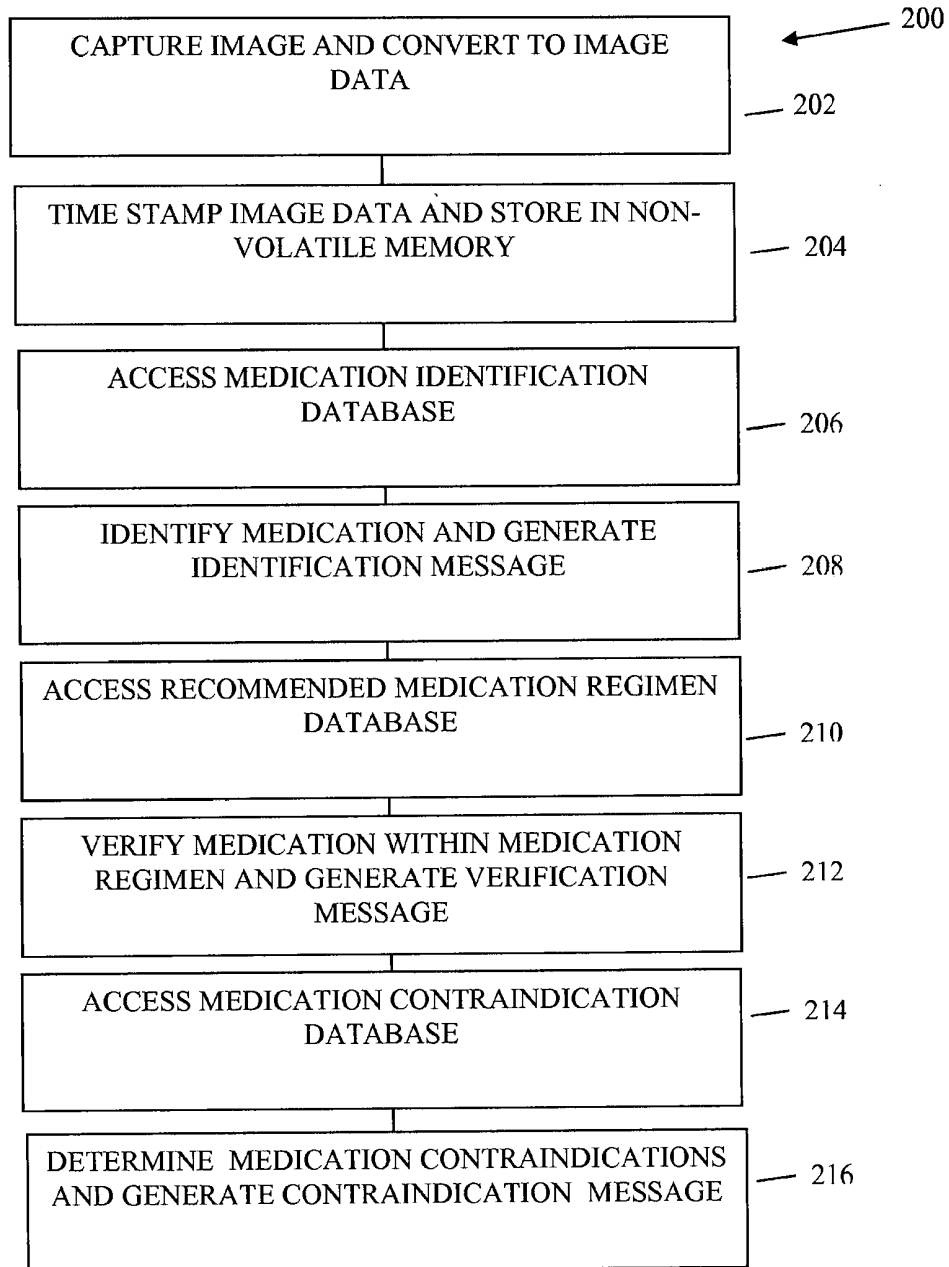 200
CAPTURE IMAGE AND CONVERT TO IMAGE
DATA
202
TIME STAMP IMAGE DATA AND STORE IN NON-
VOLATILE MEMORY
204
ACCESS MEDICATION IDENTIFICATION
DATABASE
206
IDENTIFY MEDICATION AND GENERATE
IDENTIFICATION MESSAGE
208
ACCESS RECOMMENDED MEDICATION REGIMEN
DATABASE
210
VERIFY MEDICATION WITHIN MEDICATION
REGIMEN AND GENERATE VERIFICATION
MESSAGE
212
ACCESS MEDICATION CONTRAINDICATION
DATABASE
214
DETERMINE MEDICATION CONTRAINDICATIONS
AND GENERATE CONTRAINDICATION MESSAGE
216